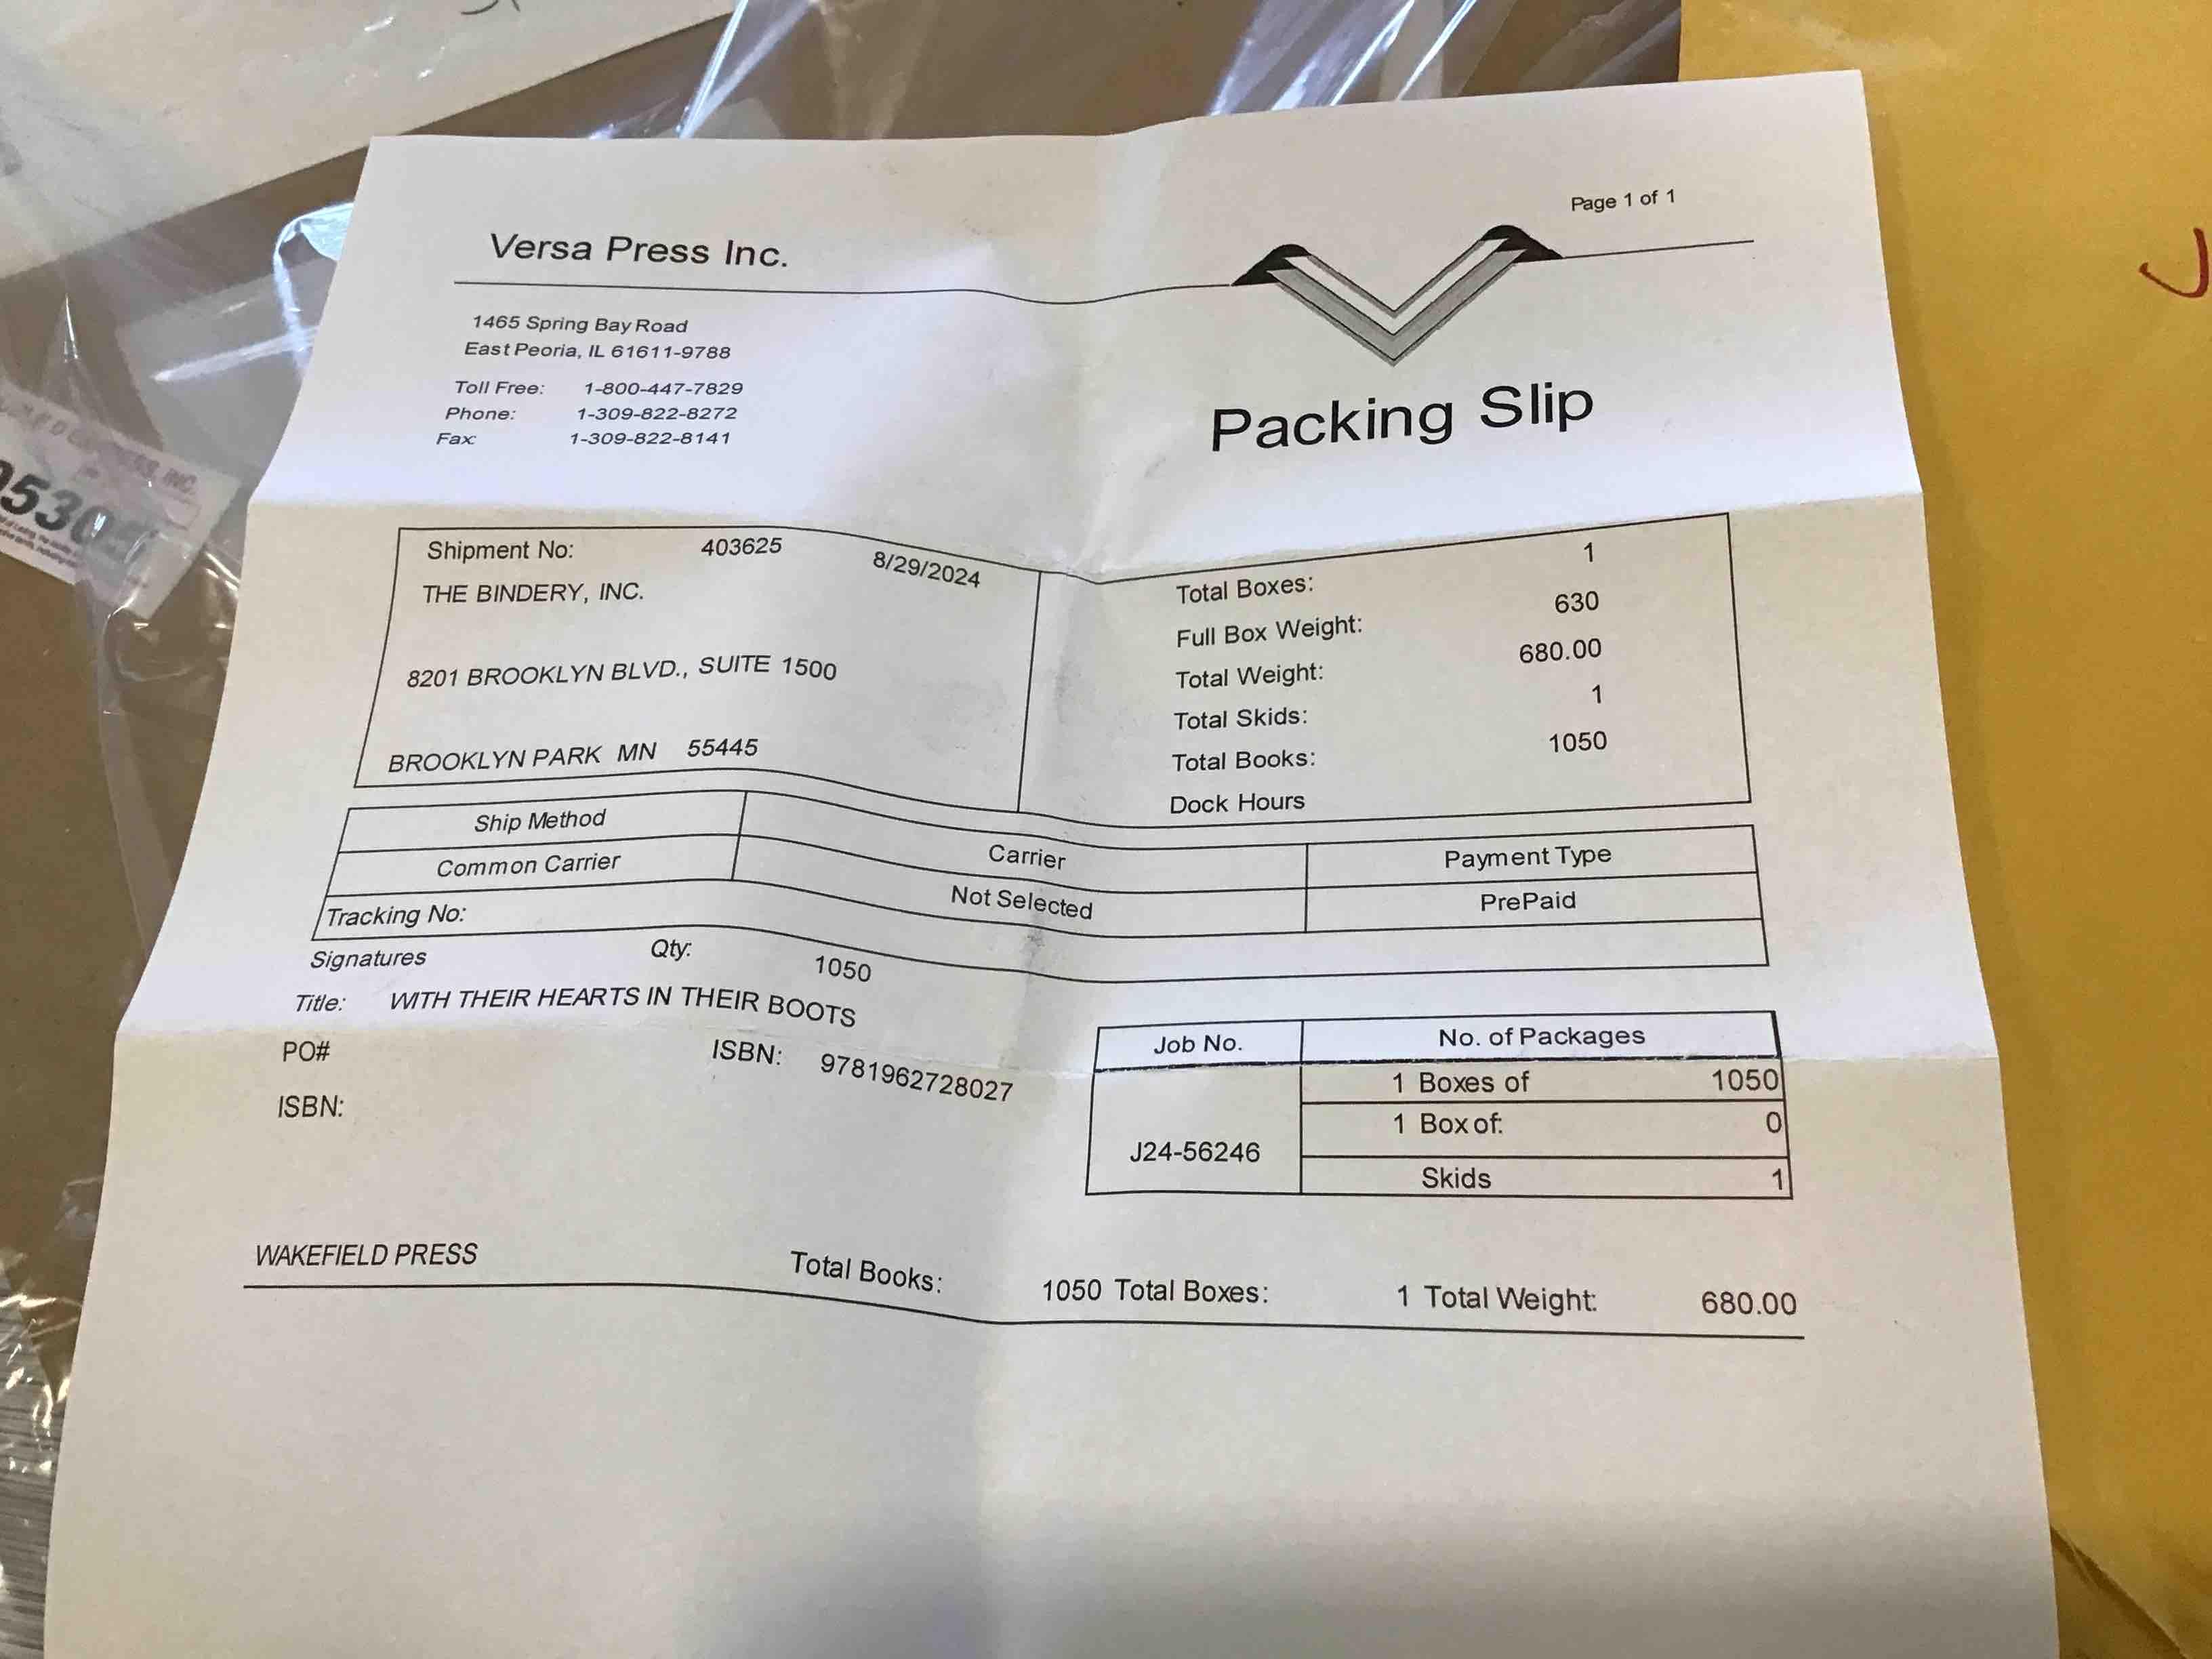 Page 1 of 1
Versa Press Inc.
1465 Spring Bay Road
East Peoria, IL 61611-9788
Toll Free: 1-800-447-7829
Phone: 1-309-822-8272
Fax: 1-309-822-8141
Packing Slip
Shipment No: 403625 8/29/2024
THE BINDERY, INC.
8201 BROOKLYN BLVD., SUITE 1500
BROOKLYN PARK MN 55445
Total Boxes: 1
Full Box Weight: 630
Total Weight: 680.00
Total Skids: 1
Total Books: 1050
Dock Hours
Ship Method Carrier Payment Type
Common Carrier Not Selected PrePaid
Tracking No:
Signatures Qty: 1050
Title: WITH THEIR HEARTS IN THEIR BOOTS
PO# ISBN: 9781962728027
ISBN:
Job No. No. of Packages
J24-56246
1 Boxes of 1050
1 Box of: 0
Skids 1
WAKEFIELD PRESS Total Books: 1050 Total Boxes: 1 Total Weight: 680.00
INC.